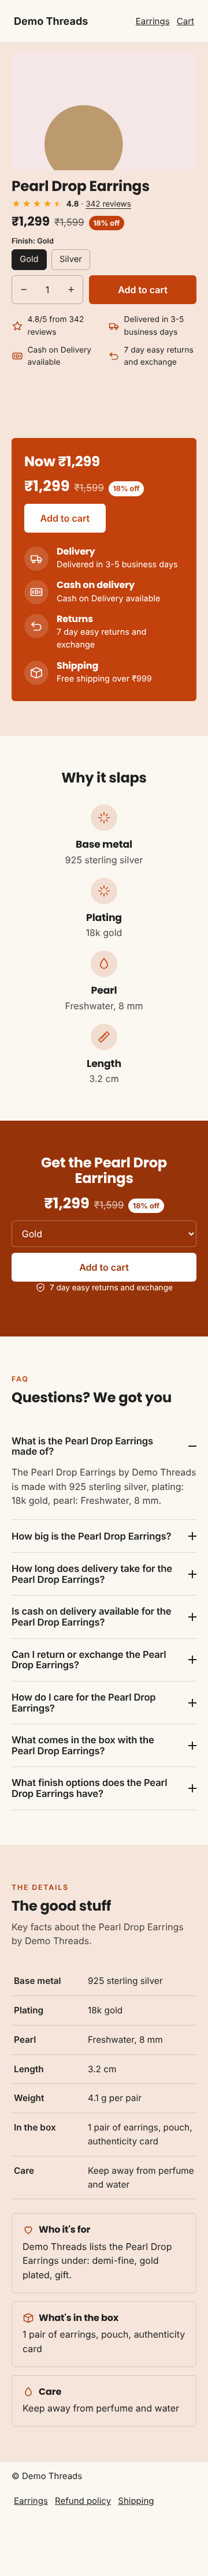 Demo Threads
Earrings Cart
Pearl Drop Earrings
4.8 · 342 reviews
₹1,299 ₹1,599 18% off
Finish: Gold
Gold Silver
− 1 + Add to cart
4.8/5 from 342
reviews
Delivered in 3-5
business days
Cash on Delivery
available
7 day easy returns
and exchange
Now ₹1,299
₹1,299 ₹1,599 18% off
Add to cart
Delivery
Delivered in 3-5 business days
Cash on delivery
Cash on Delivery available
Returns
7 day easy returns and
exchange
Shipping
Free shipping over ₹999
Why it slaps
Base metal
925 sterling silver
Plating
18k gold
Pearl
Freshwater, 8 mm
Length
3.2 cm
Get the Pearl Drop
Earrings
₹1,299 ₹1,599 18% off
Gold
Add to cart
7 day easy returns and exchange
FAQ
Questions? We got you
What is the Pearl Drop Earrings
made of?
The Pearl Drop Earrings by Demo Threads
is made with 925 sterling silver, plating:
18k gold, pearl: Freshwater, 8 mm.
How big is the Pearl Drop Earrings?
How long does delivery take for the
Pearl Drop Earrings?
Is cash on delivery available for the
Pearl Drop Earrings?
Can I return or exchange the Pearl
Drop Earrings?
How do I care for the Pearl Drop
Earrings?
What comes in the box with the
Pearl Drop Earrings?
What finish options does the Pearl
Drop Earrings have?
THE DETAILS
The good stuff
Key facts about the Pearl Drop Earrings
by Demo Threads.
Base metal 925 sterling silver
Plating 18k gold
Pearl Freshwater, 8 mm
Length 3.2 cm
Weight 4.1 g per pair
In the box 1 pair of earrings, pouch,
authenticity card
Care Keep away from perfume
and water
Who it's for
Demo Threads lists the Pearl Drop
Earrings under: demi-fine, gold
plated, gift.
What's in the box
1 pair of earrings, pouch, authenticity
card
Care
Keep away from perfume and water
© Demo Threads
Earrings Refund policy Shipping